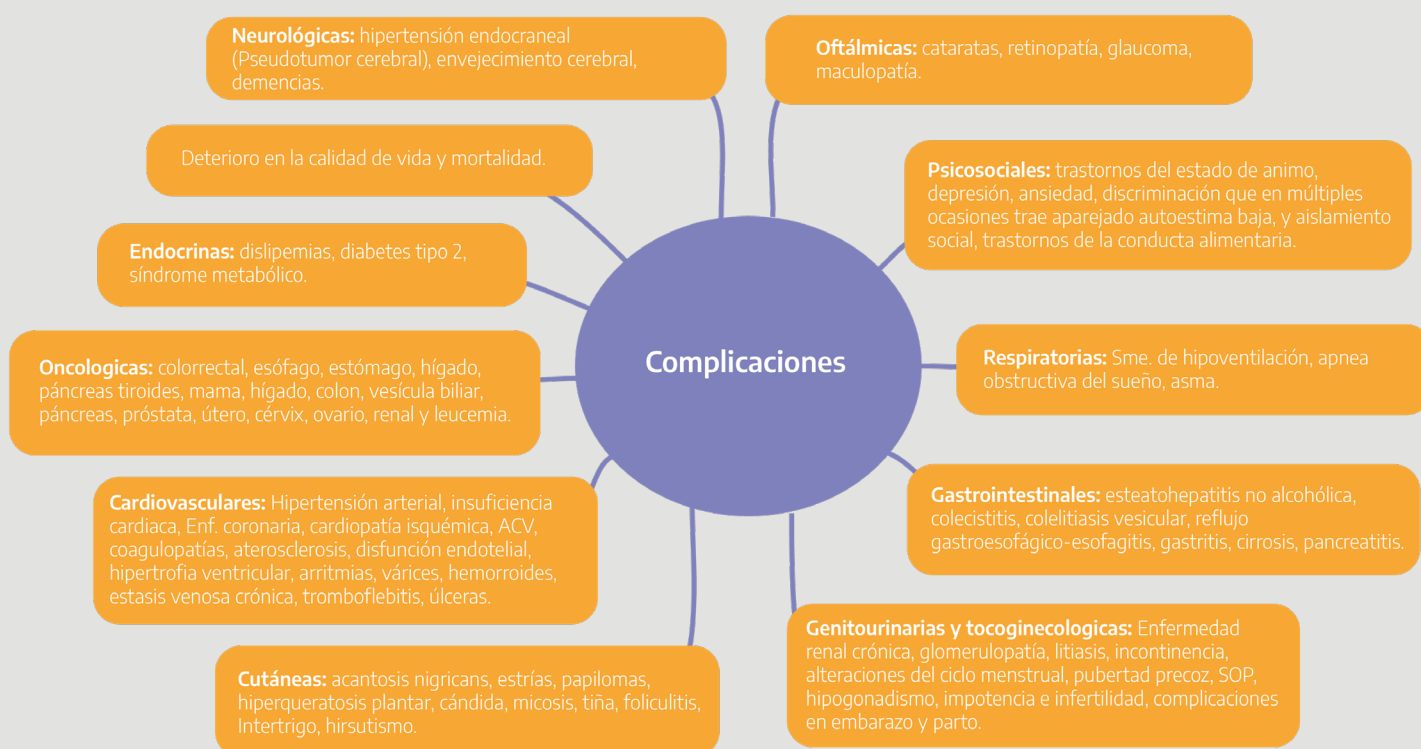 Neurológicas: hipertensión endocraneal
(Pseudotumor cerebral), envejecimiento cerebral,
demencias.
Oftálmicas: cataratas, retinopatía, glaucoma,
maculopatía.
Deterioro en la calidad de vida y mortalidad.
Psicosociales: trastornos del estado de animo,
depresión, ansiedad, discriminación que en múltiples
ocasiones trae aparejado autoestima baja, y aislamiento
social, trastornos de la conducta alimentaria.
Endocrinas: dislipemias, diabetes tipo 2,
síndrome metabólico.
Complicaciones
Oncologicas: colorrectal, esófago, estómago, hígado,
páncreas tiroides, mama, hígado, colon, vesícula biliar,
páncreas, próstata, útero, cérvix, ovario, renal y leucemia.
Respiratorias: Sme. de hipoventilación, apnea
obstructiva del sueño, asma.
Cardiovasculares: Hipertensión arterial, insuficiencia
cardiaca, Enf. coronaria, cardiopatía isquémica, ACV,
coagulopatías, aterosclerosis, disfunción endotelial,
hipertrofia ventricular, arritmias, várices, hemorroides,
estasis venosa crónica, tromboflebitis, úlceras.
Gastrointestinales: esteatohepatitis no alcohólica,
colecistitis, colelitiasis vesicular, reflujo
gastroesofágico-esofagitis, gastritis, cirrosis, pancreatitis.
Cutáneas: acantosis nigricans, estrías, papilomas,
hiperqueratosis plantar, cándida, micosis, tiña, foliculitis,
Intertrigo, hirsutismo.
Genitourinarias y tocoginecologicas: Enfermedad
renal crónica, glomerulopatía, litiasis, incontinencia,
alteraciones del ciclo menstrual, pubertad precoz, SOP,
hipogonadismo, impotencia e infertilidad, complicaciones
en embarazo y parto.